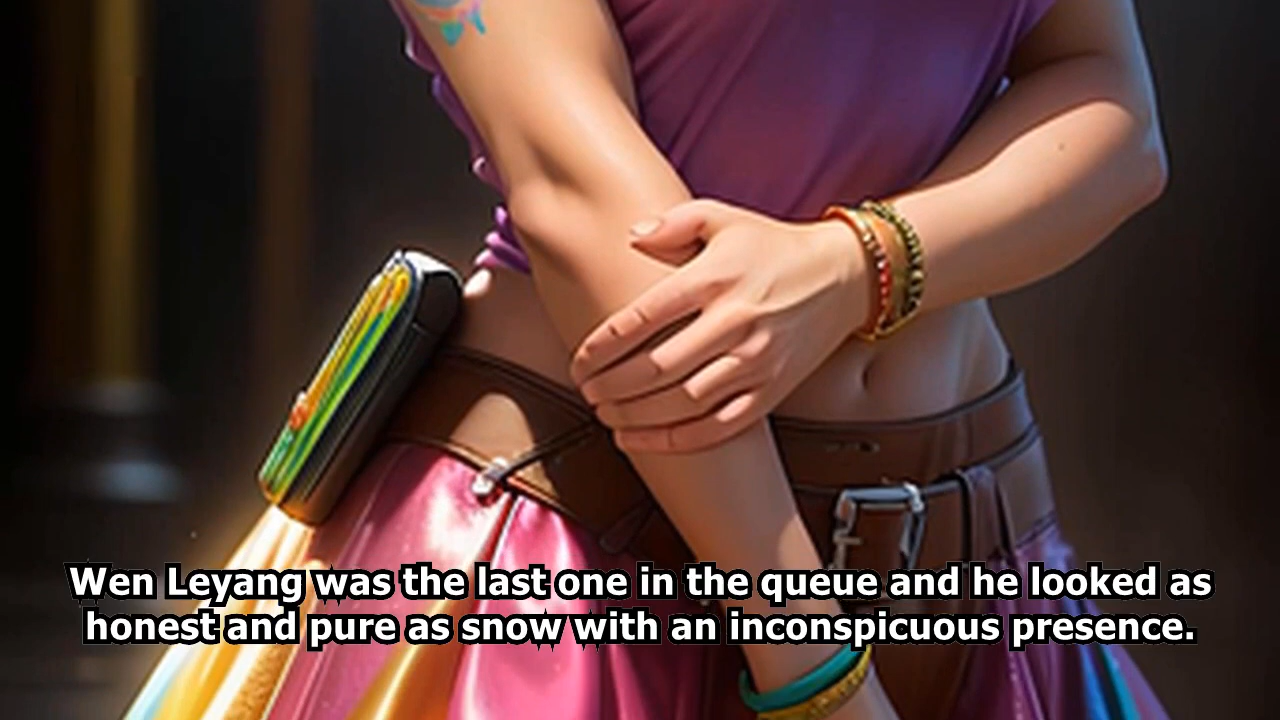 Wen Leyang was the last one in the queue and he looked as
honest and pure as snow with an inconspicuous presence.